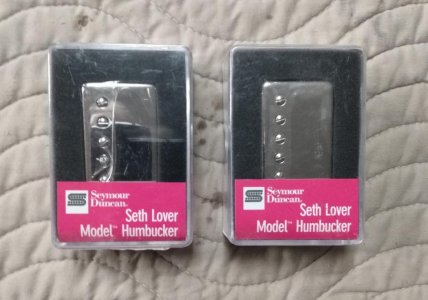 Seymour
Duncan.
Seth Lover
Model™ Humbucker
Seymour
Duncan.
Seth Lover
Model™ Humbucker